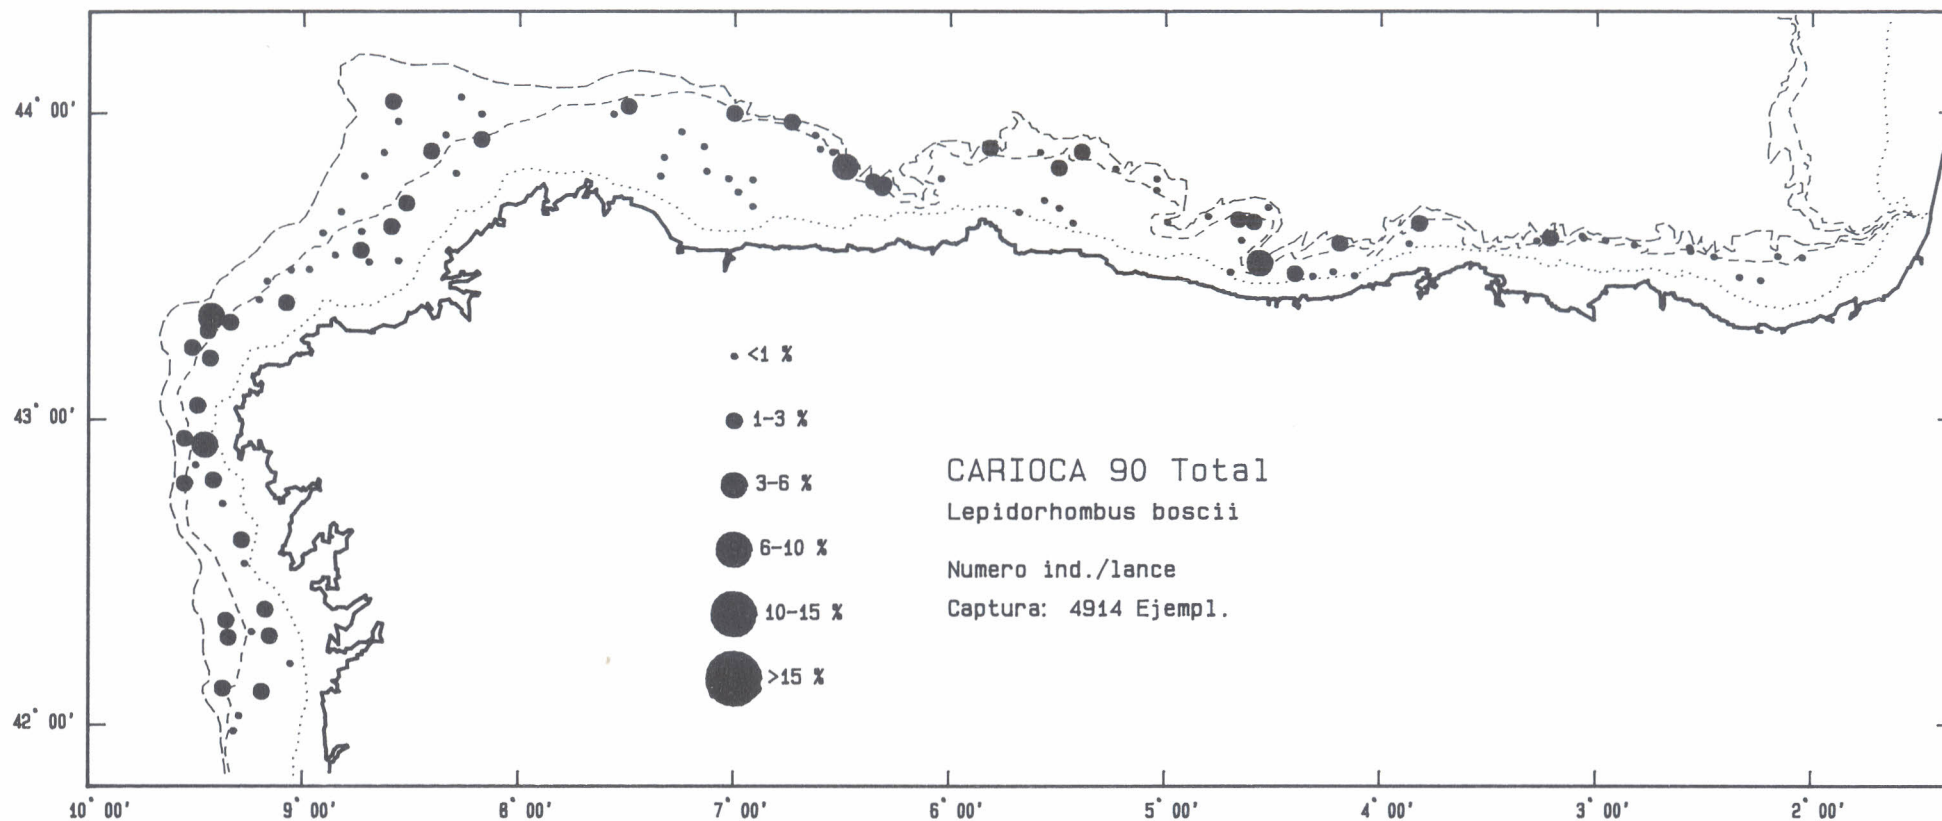 44° 00'
43° 00'
42° 00'
<1 %
1-3 %
3-6 %
6-10 %
10-15 %
>15 %
CARIOCA 90 Total
Lepidorhombus boscii
Numero ind./lance
Captura: 4914 Ejempl.
10° 00' 9° 00' 8° 00' 7° 00' 6° 00' 5° 00' 4° 00' 3° 00' 2° 00'